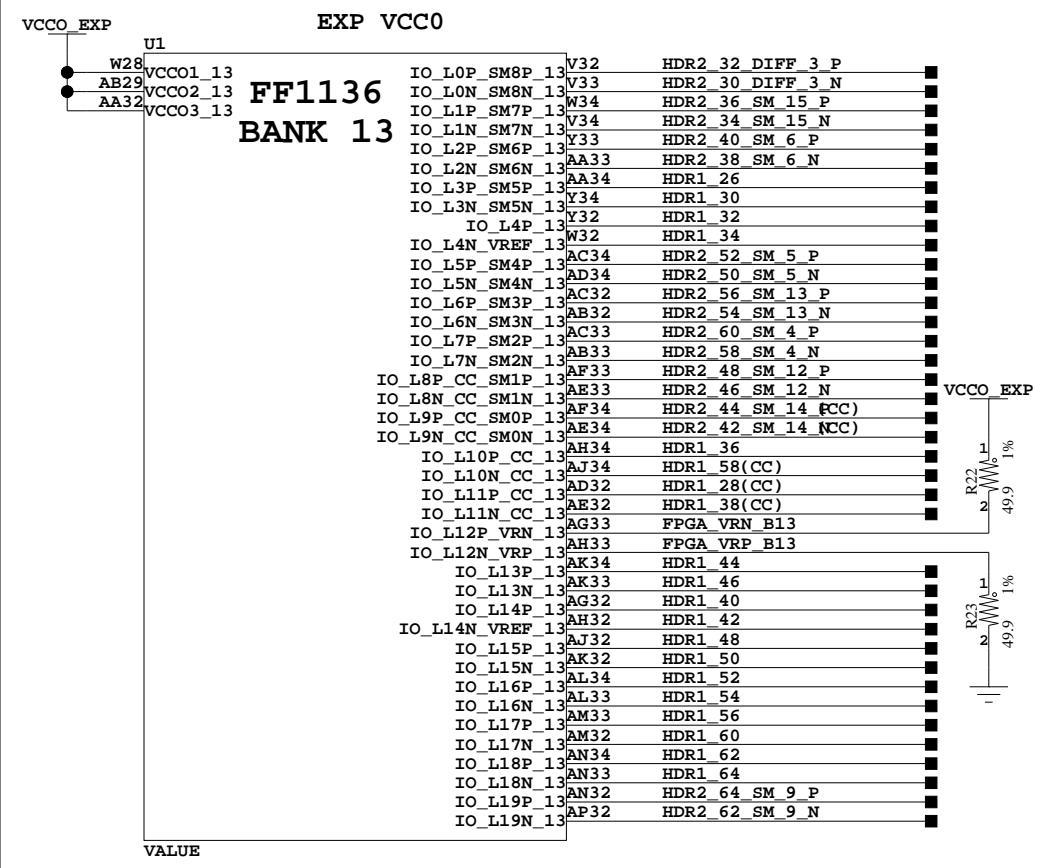 EXP VCC0
VCCO_EXP
U1
W28 VCCO1_13
AB29 VCCO2_13
AA32 VCCO3_13
FF1136
BANK 13
IO_L0P_SM8P_13 V32 HDR2_32_DIFF_3_P
IO_L0N_SM8N_13 V33 HDR2_30_DIFF_3_N
IO_L1P_SM7P_13 W34 HDR2_36_SM_15_P
IO_L1N_SM7N_13 V34 HDR2_34_SM_15_N
IO_L2P_SM6P_13 Y33 HDR2_40_SM_6_P
IO_L2N_SM6N_13 AA33 HDR2_38_SM_6_N
IO_L3P_SM5P_13 AA34 HDR1_26
IO_L3N_SM5N_13 Y34 HDR1_30
IO_L4P_13 Y32 HDR1_32
IO_L4N_VREF_13 W32 HDR1_34
IO_L5P_SM4P_13 AC34 HDR2_52_SM_5_P
IO_L5N_SM4N_13 AD34 HDR2_50_SM_5_N
IO_L6P_SM3P_13 AC32 HDR2_56_SM_13_P
IO_L6N_SM3N_13 AB32 HDR2_54_SM_13_N
IO_L7P_SM2P_13 AC33 HDR2_60_SM_4_P
IO_L7N_SM2N_13 AB33 HDR2_58_SM_4_N
IO_L8P_CC_SM1P_13 AF33 HDR2_48_SM_12_P
IO_L8N_CC_SM1N_13 AE33 HDR2_46_SM_12_N
IO_L9P_CC_SM0P_13 AF34 HDR2_44_SM_14_P(CC)
IO_L9N_CC_SM0N_13 AE34 HDR2_42_SM_14_N(CC)
IO_L10P_CC_13 AH34 HDR1_36
IO_L10N_CC_13 AJ34 HDR1_58(CC)
IO_L11P_CC_13 AD32 HDR1_28(CC)
IO_L11N_CC_13 AE32 HDR1_38(CC)
IO_L12P_VRN_13 AG33 FPGA_VRN_B13
IO_L12N_VRP_13 AH33 FPGA_VRP_B13
IO_L13P_13 AK34 HDR1_44
IO_L13N_13 AK33 HDR1_46
IO_L14P_13 AG32 HDR1_40
IO_L14N_VREF_13 AH32 HDR1_42
IO_L15P_13 AJ32 HDR1_48
IO_L15N_13 AK32 HDR1_50
IO_L16P_13 AL34 HDR1_52
IO_L16N_13 AL33 HDR1_54
IO_L17P_13 AM33 HDR1_56
IO_L17N_13 AM32 HDR1_60
IO_L18P_13 AN34 HDR1_62
IO_L18N_13 AN33 HDR1_64
IO_L19P_13 AN32 HDR2_64_SM_9_P
IO_L19N_13 AP32 HDR2_62_SM_9_N
VALUE
VCCO_EXP
1
R22
1%
49.9
2
1
R23
1%
49.9
2